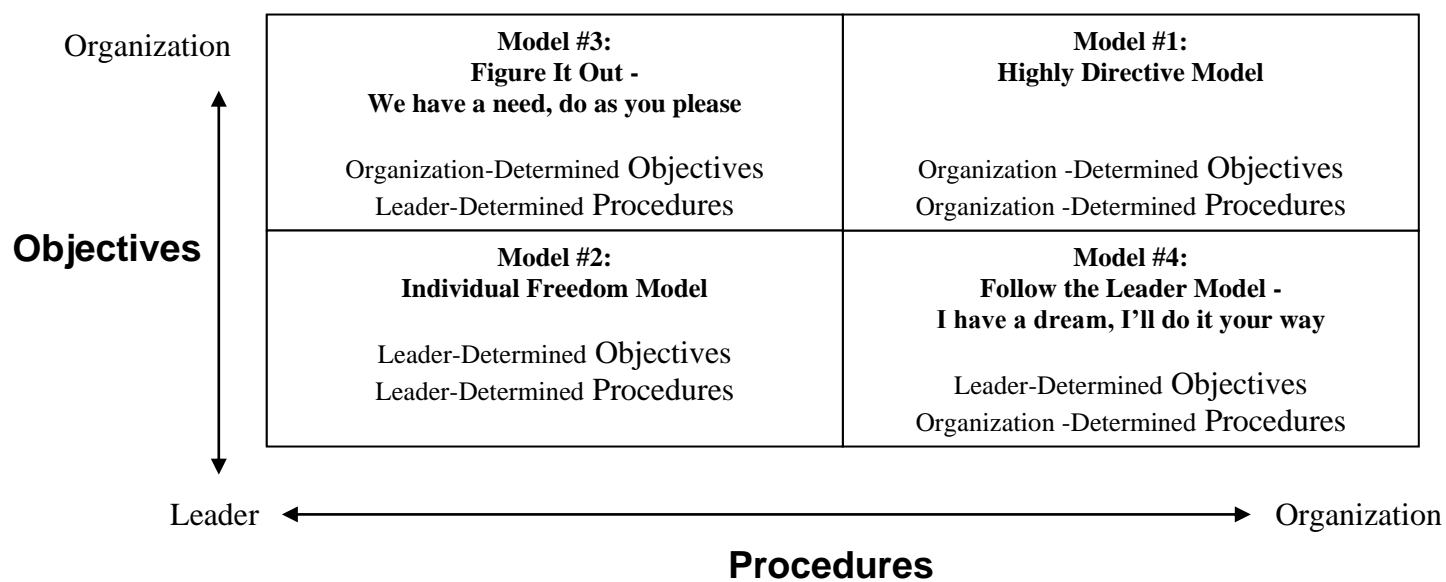 Organization
Model #3:
Figure It Out -
We have a need, do as you please
Organization-Determined Objectives
Leader-Determined Procedures
Model #1:
Highly Directive Model
Organization -Determined Objectives
Organization -Determined Procedures
Objectives
Model #2:
Individual Freedom Model
Leader-Determined Objectives
Leader-Determined Procedures
Model #4:
Follow the Leader Model -
I have a dream, I’ll do it your way
Leader-Determined Objectives
Organization -Determined Procedures
Leader
Organization
Procedures